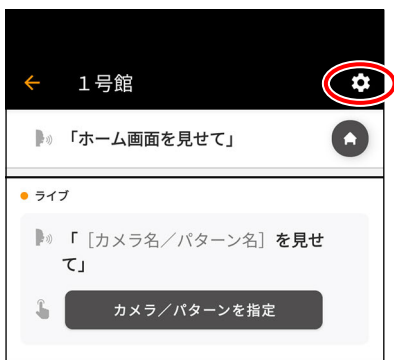 1号館
「ホーム画面を見せて」
ライブ
「［カメラ名／パターン名］を見せ
て」
カメラ／パターンを指定